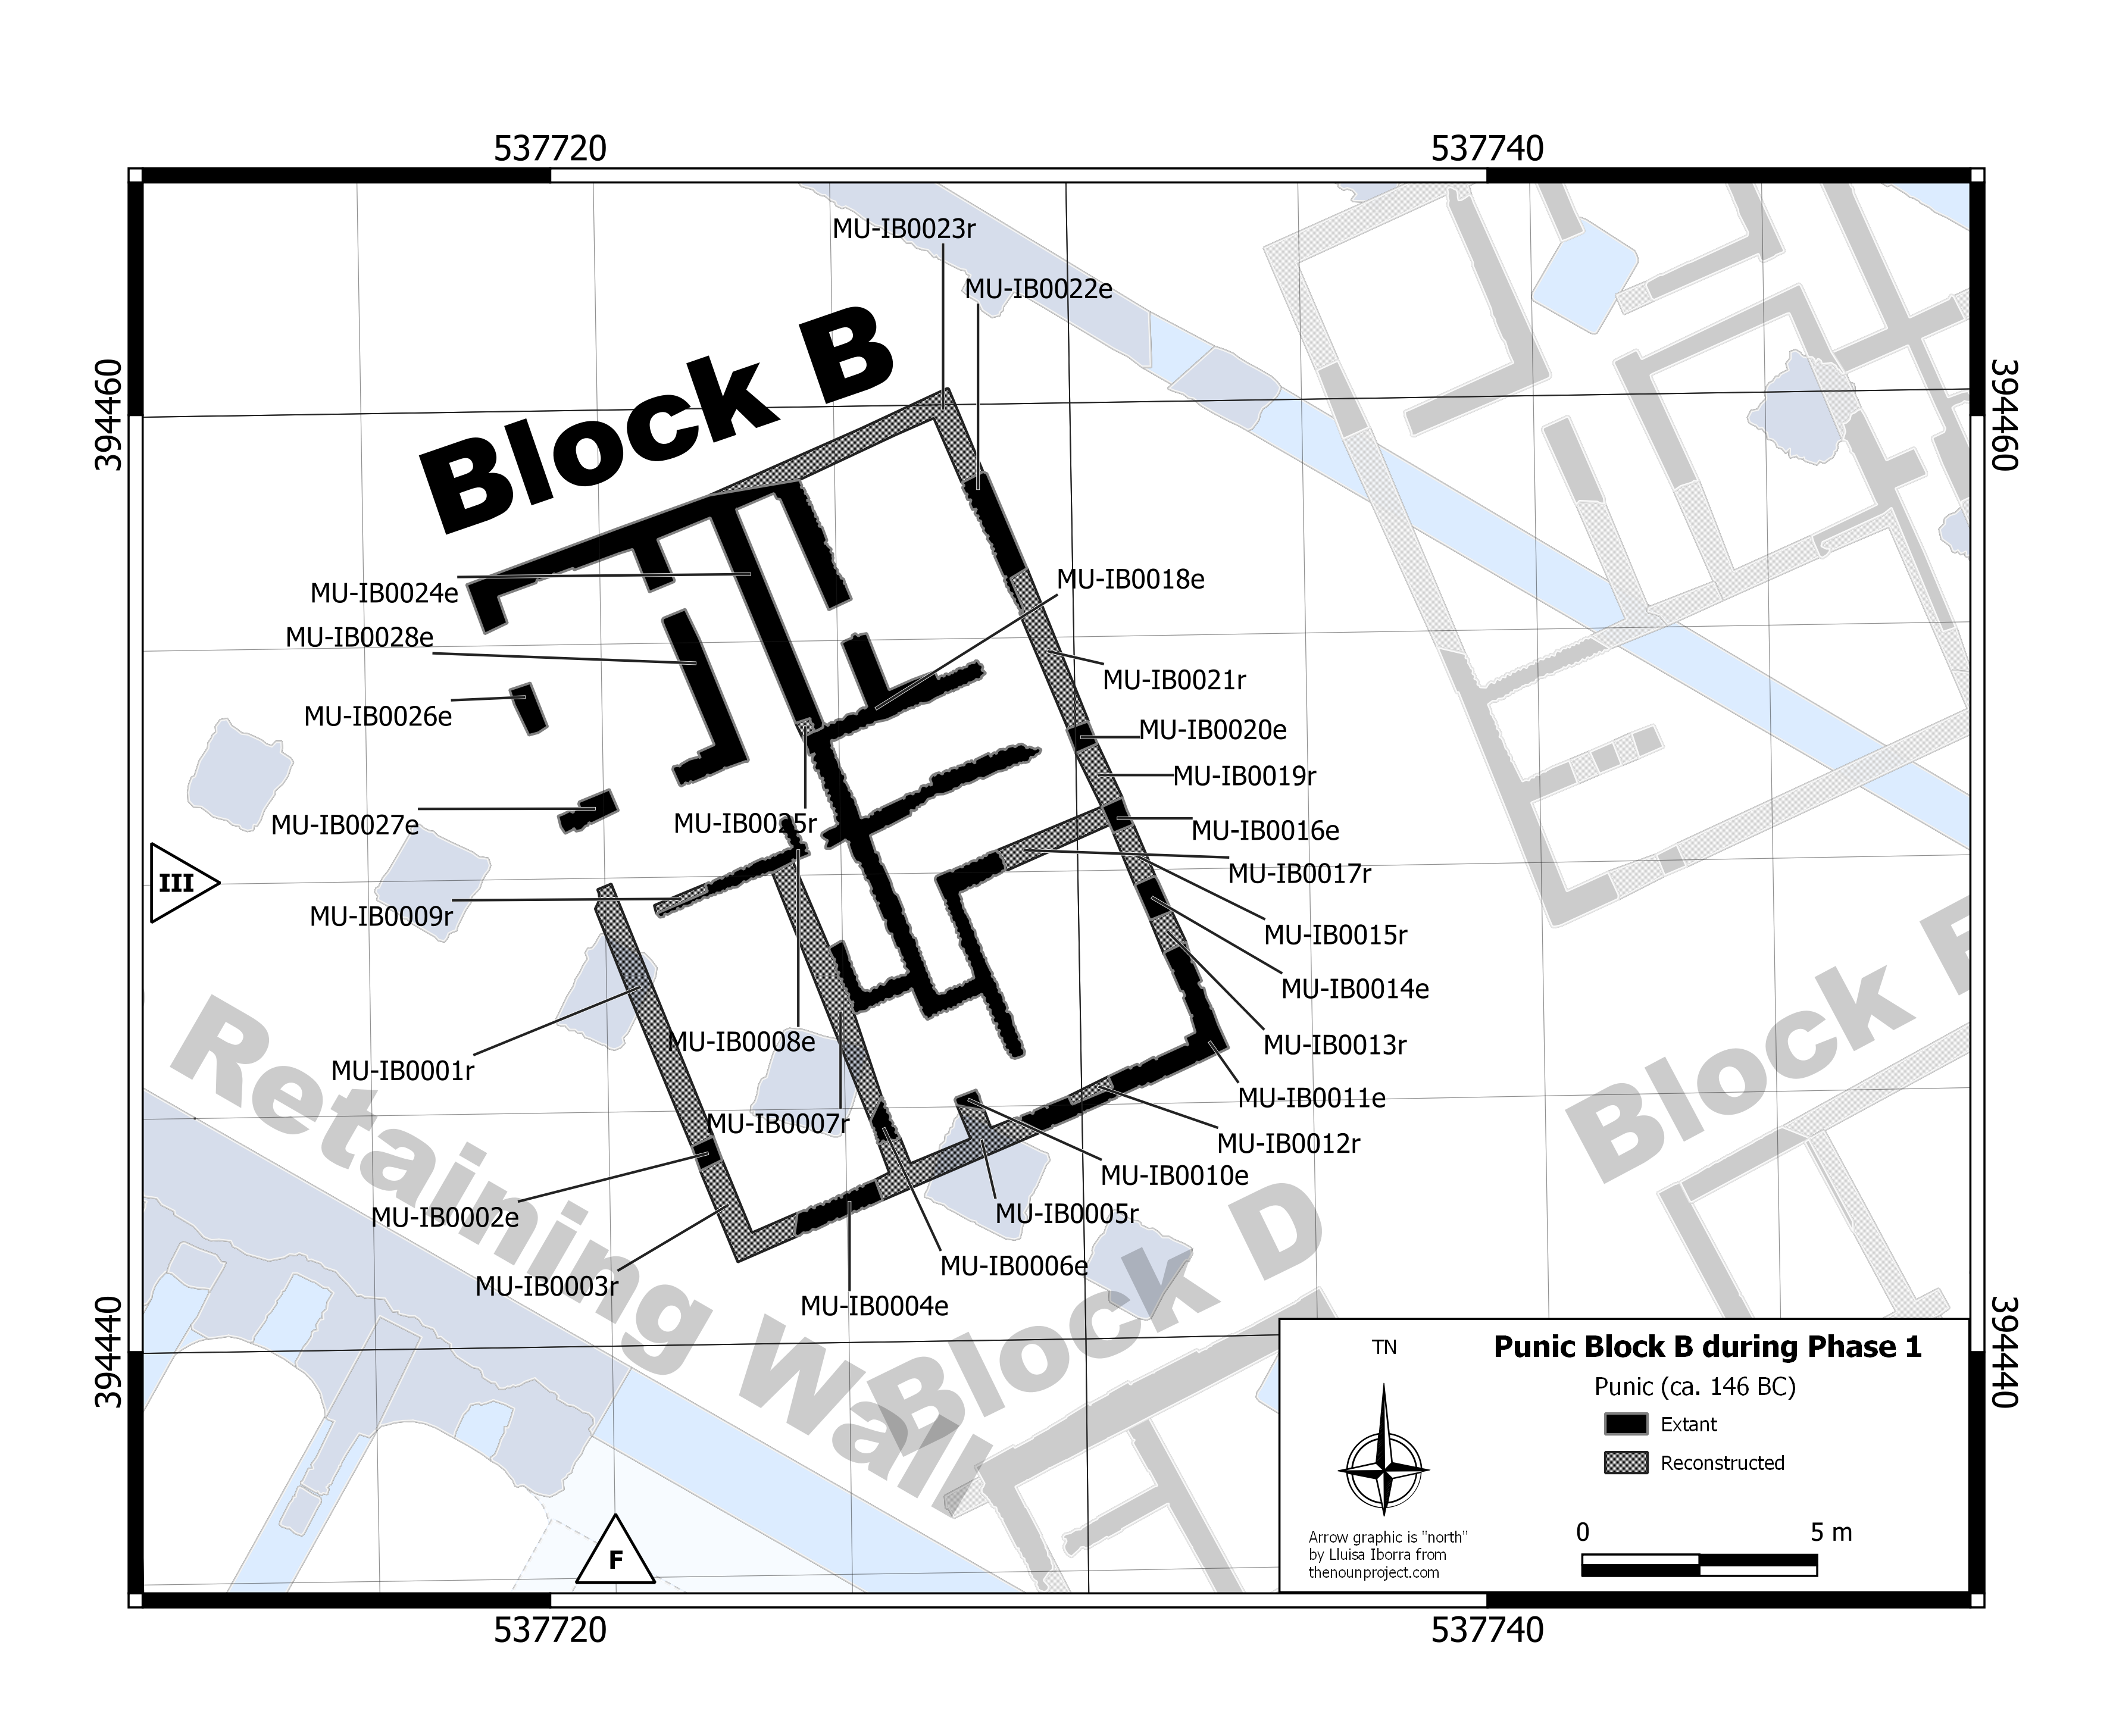 537720
537740
394460
394460
MU-IB0023r
MU-IB0022e
Block B
MU-IB0024e
MU-IB0018e
MU-IB0028e
MU-IB0021r
MU-IB0026e
MU-IB0020e
MU-IB0019r
MU-IB0027e
MU-IB0025r
MU-IB0016e
MU-IB0017r
III
MU-IB0009r
MU-IB0015r
MU-IB0014e
MU-IB0008e
MU-IB0013r
MU-IB0001r
MU-IB0011e
MU-IB0007r
MU-IB0012r
MU-IB0010e
MU-IB0002e
MU-IB0005r
MU-IB0006e
MU-IB0003r
MU-IB0004e
Retaining Wall
Block D
Block
394440
394440
F
Punic Block B during Phase 1
Punic (ca. 146 BC)
Extant
Reconstructed
TN
Arrow graphic is "north"
by Lluisa Iborra from
thenounproject.com
0 5 m
537720
537740